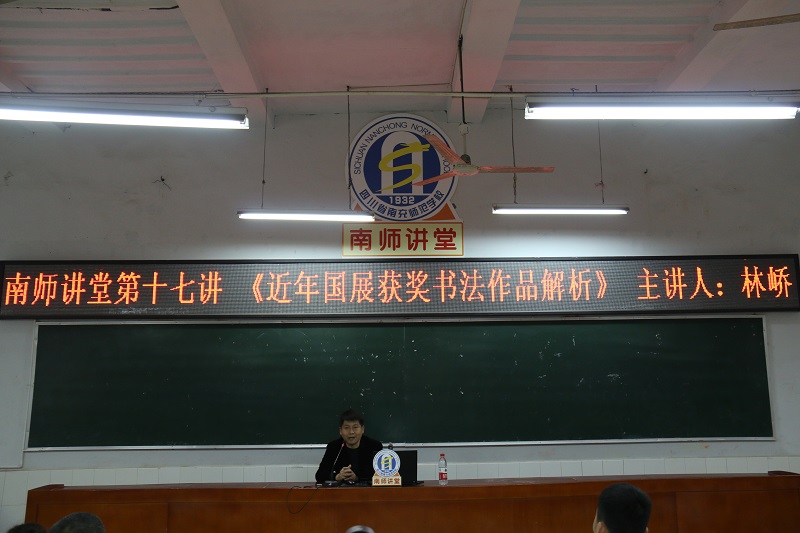 SICHUAN NANCHONG NORM
1932
四川省南充师范学校
南师讲堂
南师讲堂第十七讲 《近年国展获奖书法作品解析》 主讲人：林峤
南师讲堂